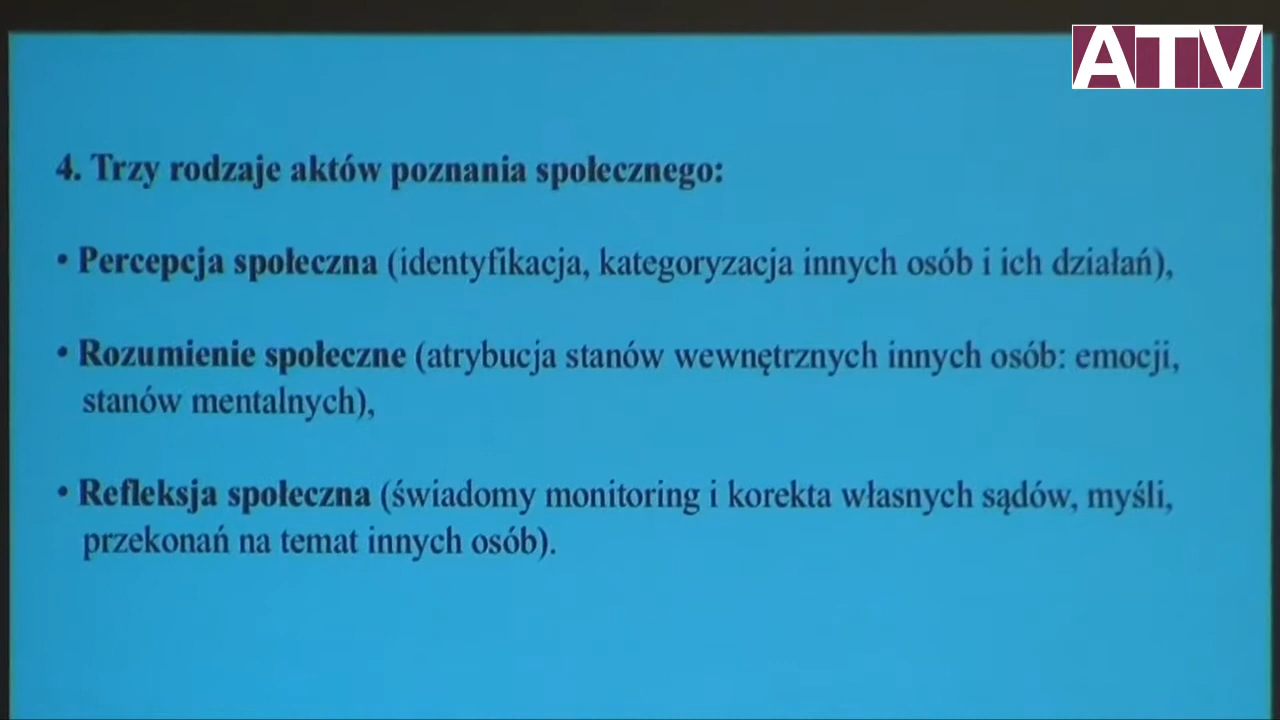 ATV
4. Trzy rodzaje aktów poznania społecznego:
• Percepcja społeczna (identyfikacja, kategoryzacja innych osób i ich działań),
• Rozumienie społeczne (atrybucja stanów wewnętrznych innych osób: emocji,
stanów mentalnych),
• Refleksja społeczna (świadomy monitoring i korekta własnych sądów, myśli,
przekonań na temat innych osób).